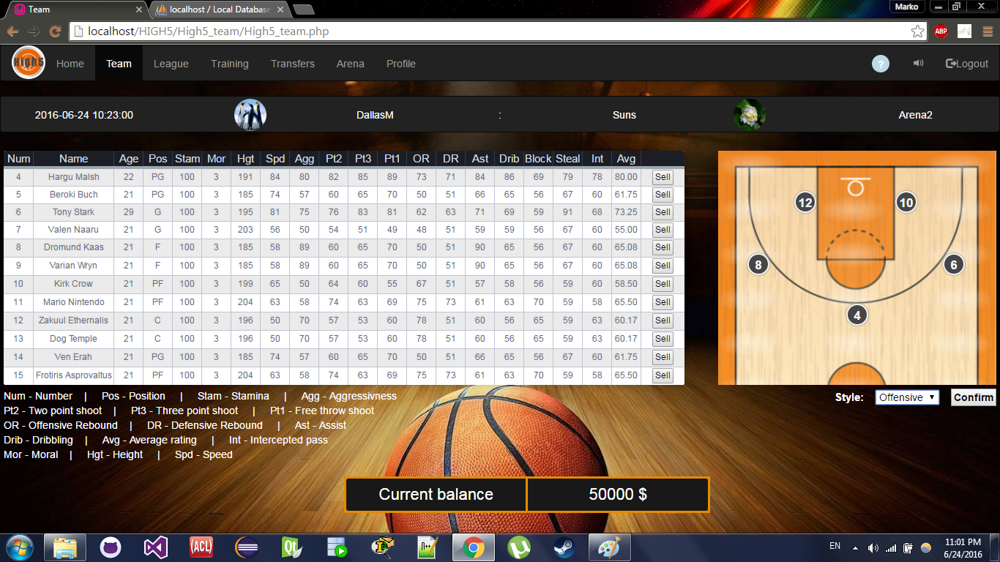 Team
localhost / Local Database
Marko
localhost/HIGH5/High5_team/High5_team.php
ABP
High5 Home Team League Training Transfers Arena Profile ? Logout
2016-06-24 10:23:00 DallasM : Suns Arena2
Num Name Age Pos Stam Mor Hgt Spd Agg Pt2 Pt3 Pt1 OR DR Ast Drib Block Steal Int Avg
4 Hargu Malsh 22 PG 100 3 191 84 80 82 85 89 73 71 84 86 69 79 78 80.00 Sell
5 Beroki Buch 21 PG 100 3 185 74 57 60 65 70 50 51 66 65 56 67 60 61.75 Sell
6 Tony Stark 29 G 100 3 195 81 75 76 83 81 62 63 71 69 59 91 68 73.25 Sell
7 Valen Naaru 21 G 100 3 203 56 50 54 51 49 48 51 59 59 56 67 60 55.00 Sell
8 Dromund Kaas 21 F 100 3 185 58 89 60 65 70 50 51 90 65 56 67 60 65.08 Sell
9 Varian Wryn 21 F 100 3 185 58 89 60 65 70 50 51 90 65 56 67 60 65.08 Sell
10 Kirk Crow 21 PF 100 3 199 65 50 64 60 55 67 51 57 58 56 59 60 58.50 Sell
11 Mario Nintendo 21 PF 100 3 204 63 58 74 63 69 75 73 61 63 70 59 58 65.50 Sell
12 Zakuul Ethernalis 21 C 100 3 196 50 70 57 53 60 78 51 60 56 65 59 63 60.17 Sell
13 Dog Temple 21 C 100 3 196 50 70 57 53 60 78 51 60 56 65 59 63 60.17 Sell
14 Ven Erah 21 PG 100 3 185 74 57 60 65 70 50 51 66 65 56 67 60 61.75 Sell
15 Frotiris Asprovaltus 21 PF 100 3 204 63 58 74 63 69 75 73 61 63 70 59 58 65.50 Sell
12 10
8 6
4
Num - Number | Pos - Position | Stam - Stamina | Agg - Aggressivness
Pt2 - Two point shoot | Pt3 - Three point shoot | Pt1 - Free throw shoot
OR - Offensive Rebound | DR - Defensive Rebound | Ast - Assist
Drib - Dribbling | Avg - Average rating | Int - Intercepted pass
Mor - Moral | Hgt - Height | Spd - Speed
Style: Offensive Confirm
Current balance 50000 $
ACL
Qt
EN
11:01 PM
6/24/2016